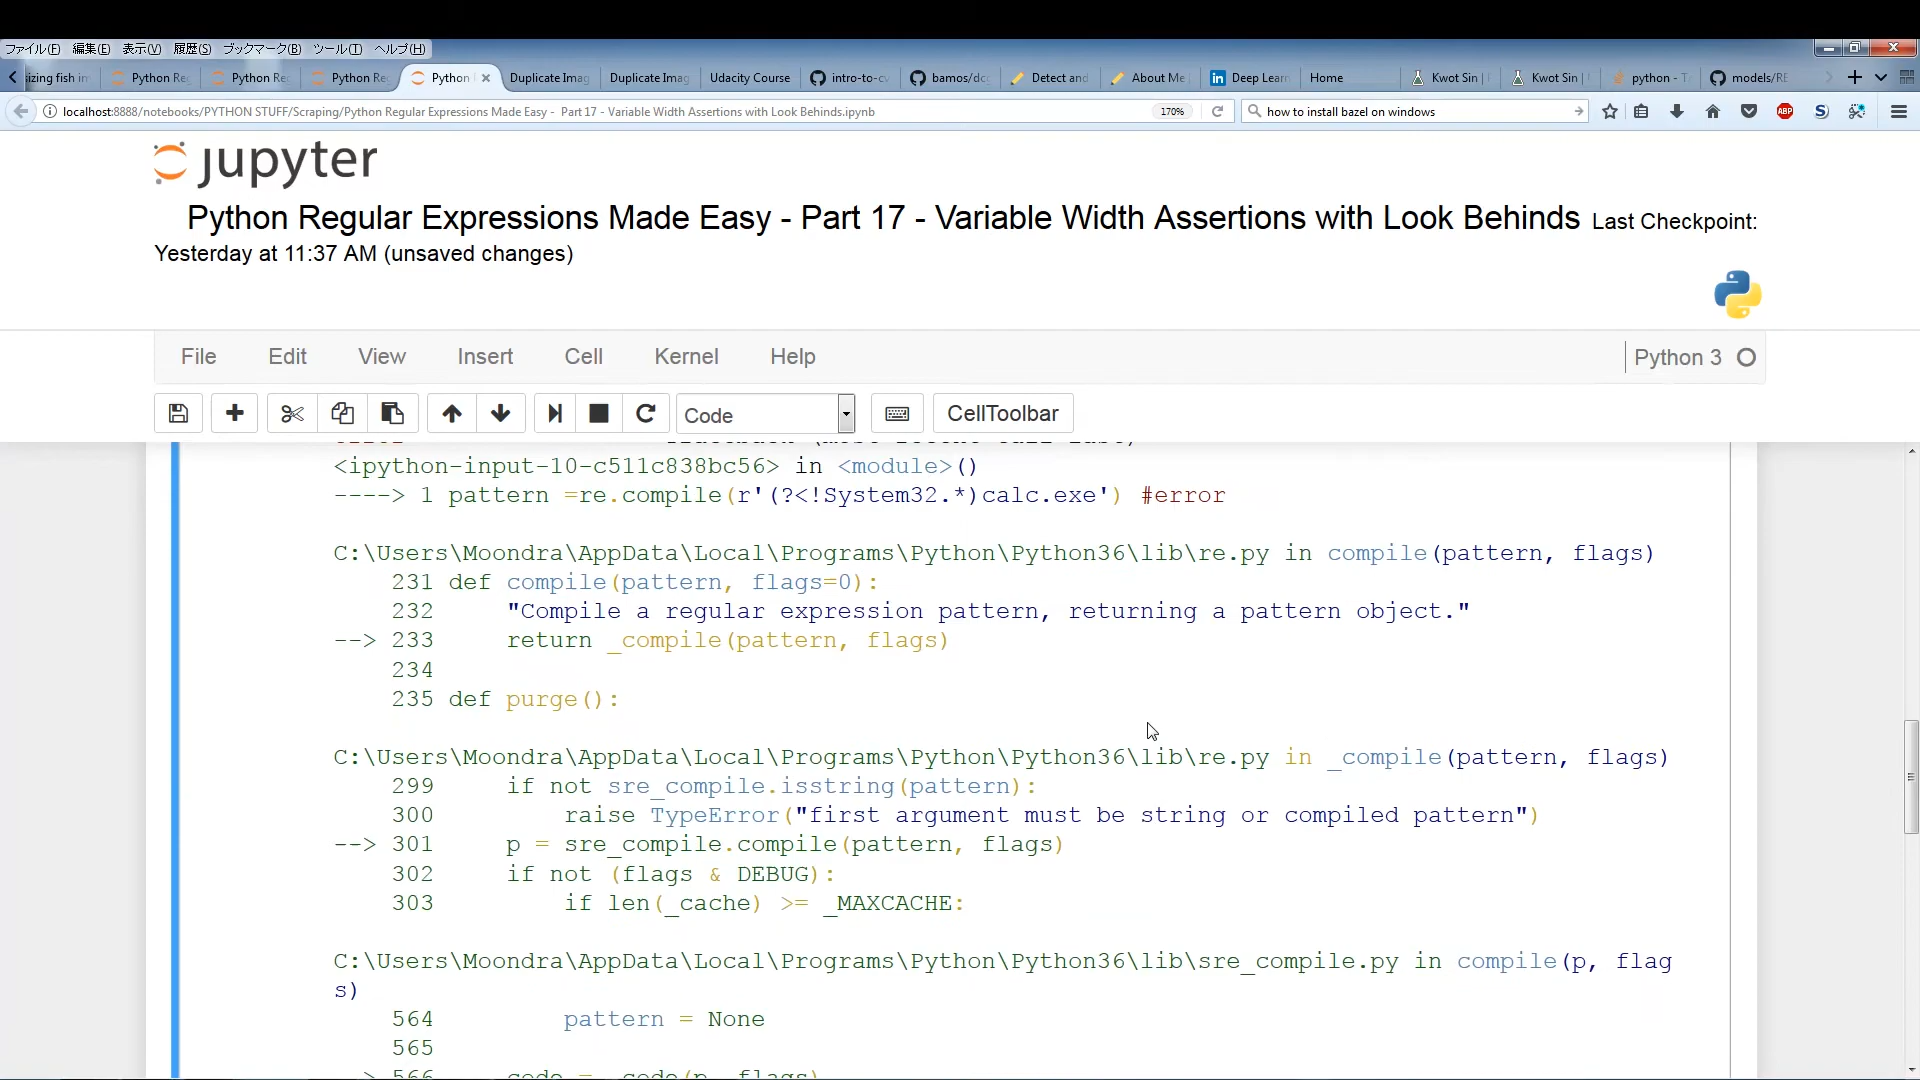 ファイル(F) 編集(E) 表示(V) 履歴(S) ブックマーク(B) ツール(T) ヘルプ(H)
izing fish in Python Re Python Re Python Re Python Duplicate Imag Duplicate Imag Udacity Course intro-to-cv bamos/dc Detect and About Me Deep Learn Home Kwot Sin | Kwot Sin | python - T models/RE
localhost:8888/notebooks/PYTHON STUFF/Scraping/Python Regular Expressions Made Easy - Part 17 - Variable Width Assertions with Look Behinds.ipynb 170% how to install bazel on windows ABP S
jupyter
Python Regular Expressions Made Easy - Part 17 - Variable Width Assertions with Look Behinds Last Checkpoint:
Yesterday at 11:37 AM (unsaved changes)
File Edit View Insert Cell Kernel Help Python 3
Code CellToolbar
<ipython-input-10-c511c838bc56> in <module>()
----> 1 pattern =re.compile(r'(?<!System32.*)calc.exe') #error
C:\Users\Moondra\AppData\Local\Programs\Python\Python36\lib\re.py in compile(pattern, flags)
231 def compile(pattern, flags=0):
232 "Compile a regular expression pattern, returning a pattern object."
--> 233 return _compile(pattern, flags)
234
235 def purge():
C:\Users\Moondra\AppData\Local\Programs\Python\Python36\lib\re.py in _compile(pattern, flags)
299 if not sre_compile.isstring(pattern):
300 raise TypeError("first argument must be string or compiled pattern")
--> 301 p = sre_compile.compile(pattern, flags)
302 if not (flags & DEBUG):
303 if len(_cache) >= _MAXCACHE:
C:\Users\Moondra\AppData\Local\Programs\Python\Python36\lib\sre_compile.py in compile(p, flag
s)
564 pattern = None
565